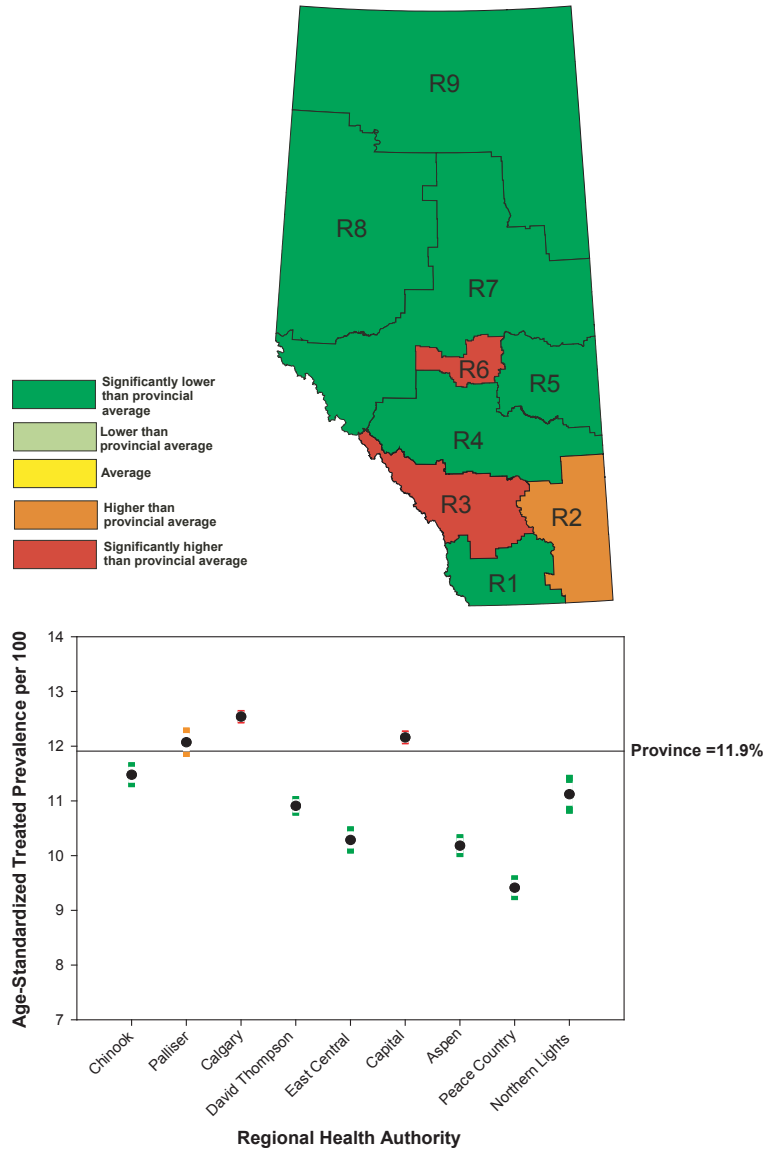 R9
R8
R7
R6
R5
R4
R3
R2
R1
Significantly lower
than provincial
average
Lower than
provincial average
Average
Higher than
provincial average
Significantly higher
than provincial average
Age-Standardized Treated Prevalence per 100
14
13
12
11
10
9
8
7
Province =11.9%
Chinook
Palliser
Calgary
David Thompson
East Central
Capital
Aspen
Peace Country
Northern Lights
Regional Health Authority